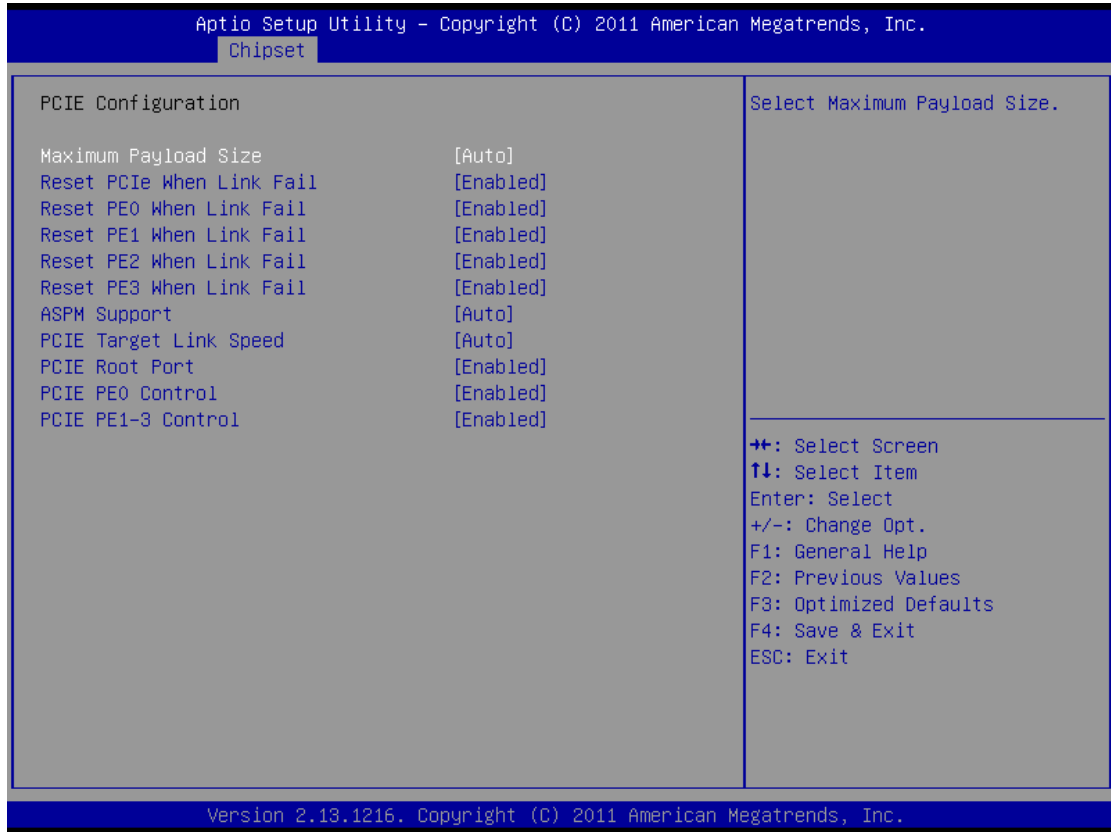 Aptio Setup Utility – Copyright (C) 2011 American Megatrends, Inc.
Chipset
PCIE Configuration
Maximum Payload Size [Auto]
Reset PCIe When Link Fail [Enabled]
Reset PE0 When Link Fail [Enabled]
Reset PE1 When Link Fail [Enabled]
Reset PE2 When Link Fail [Enabled]
Reset PE3 When Link Fail [Enabled]
ASPM Support [Auto]
PCIE Target Link Speed [Auto]
PCIE Root Port [Enabled]
PCIE PE0 Control [Enabled]
PCIE PE1-3 Control [Enabled]
Select Maximum Payload Size.
→←: Select Screen
↑↓: Select Item
Enter: Select
+/-: Change Opt.
F1: General Help
F2: Previous Values
F3: Optimized Defaults
F4: Save & Exit
ESC: Exit
Version 2.13.1216. Copyright (C) 2011 American Megatrends, Inc.